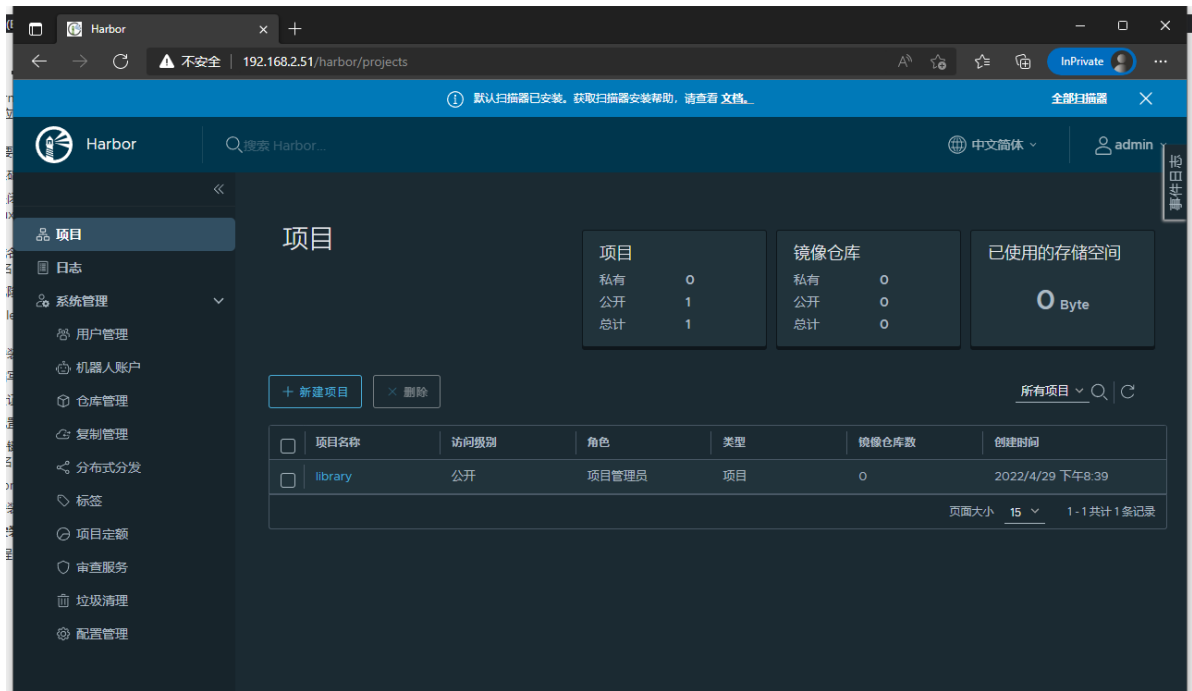 Harbor
不安全 192.168.2.51/harbor/projects
InPrivate
默认扫描器已安装。获取扫描器安装帮助，请查看 文档。
全部扫描器
Harbor
搜索 Harbor...
中文简体
admin
事件日志
项目
日志
系统管理
用户管理
机器人账户
仓库管理
复制管理
分布式分发
标签
项目定额
审查服务
垃圾清理
配置管理
项目
项目
私有 0
公开 1
总计 1
镜像仓库
私有 0
公开 0
总计 0
已使用的存储空间
0 Byte
新建项目
删除
所有项目
项目名称 访问级别 角色 类型 镜像仓库数 创建时间
library 公开 项目管理员 项目 0 2022/4/29 下午8:39
页面大小 15 1 - 1 共计 1 条记录